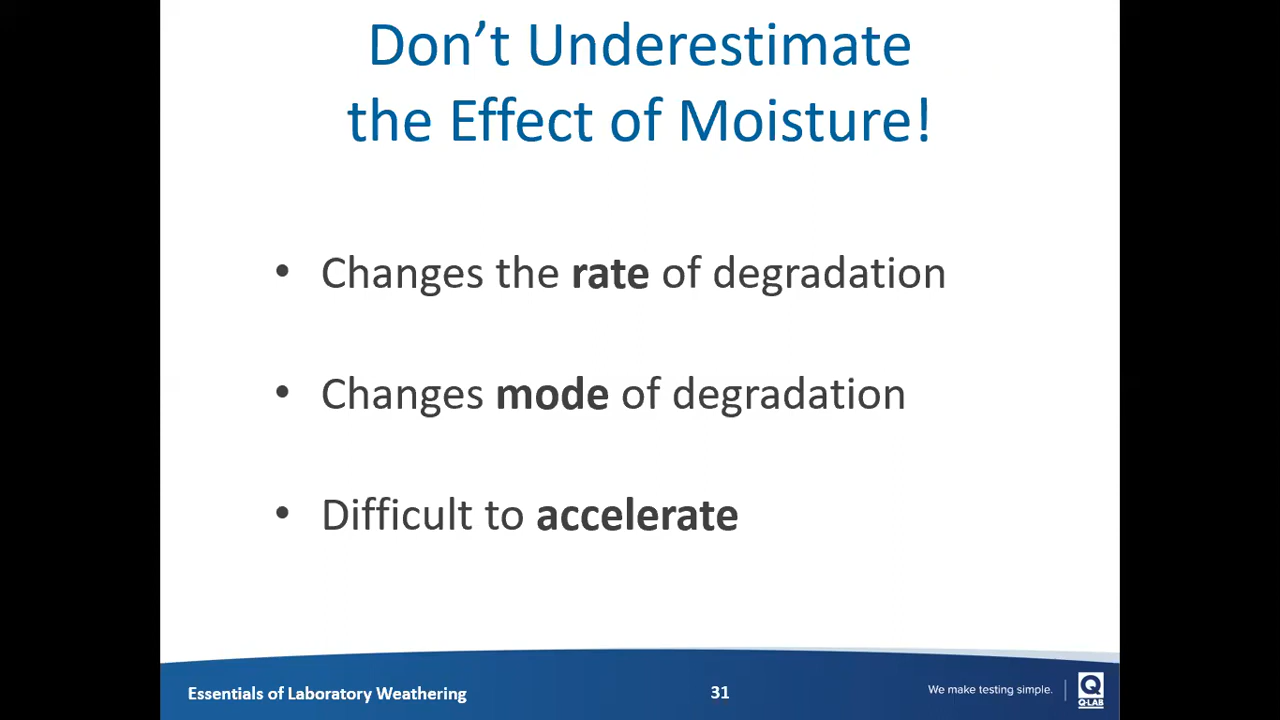 Don’t Underestimate
the Effect of Moisture!
• Changes the rate of degradation
• Changes mode of degradation
• Difficult to accelerate
Essentials of Laboratory Weathering
31
We make testing simple.
Q
Q-LAB